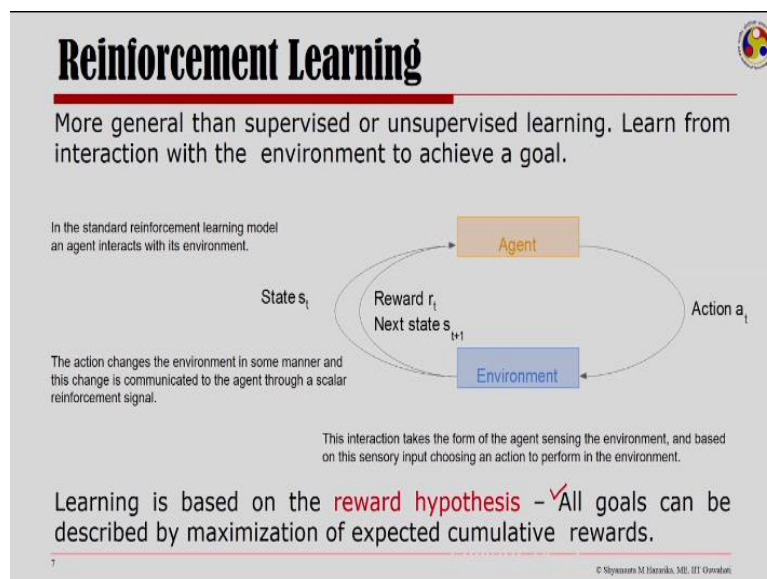 Reinforcement Learning
More general than supervised or unsupervised learning. Learn from
interaction with the environment to achieve a goal.
In the standard reinforcement learning model
an agent interacts with its environment.
Agent
State sₜ
Reward rₜ
Next state sₜ₊₁
Action aₜ
The action changes the environment in some manner and
this change is communicated to the agent through a scalar
reinforcement signal.
Environment
This interaction takes the form of the agent sensing the environment, and based
on this sensory input choosing an action to perform in the environment.
Learning is based on the reward hypothesis – All goals can be
described by maximization of expected cumulative rewards.
7
© Shyamanta M Hazarika, ME, IIT Guwahati